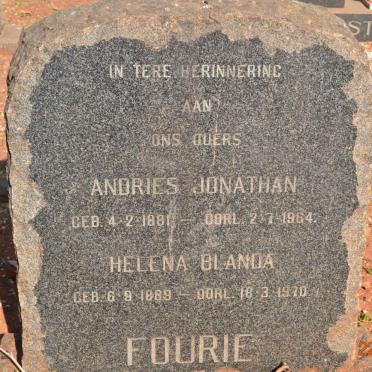 IN TERE HERINNERING
AAN
ONS OUERS
ANDRIES JONATHAN
GEB. 4-2-1881 — OORL. 2-7-1964.
HELENA OLANDA
GEB. 6-9-1889 — OORL. 18-3-1970.
FOURIE